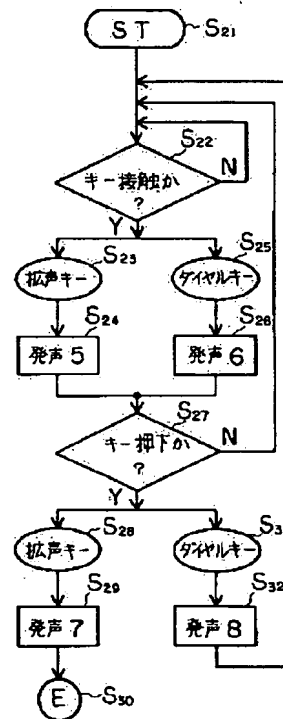 ST
S21
S22
キー接触か
?
N
Y
S23
S25
拡声キー
ダイヤルキー
S24
S26
発声5
発声6
S27
キー押下か
?
N
Y
S28
拡声キー
ダイヤルキー
S29
S32
発声7
発声8
E
S30